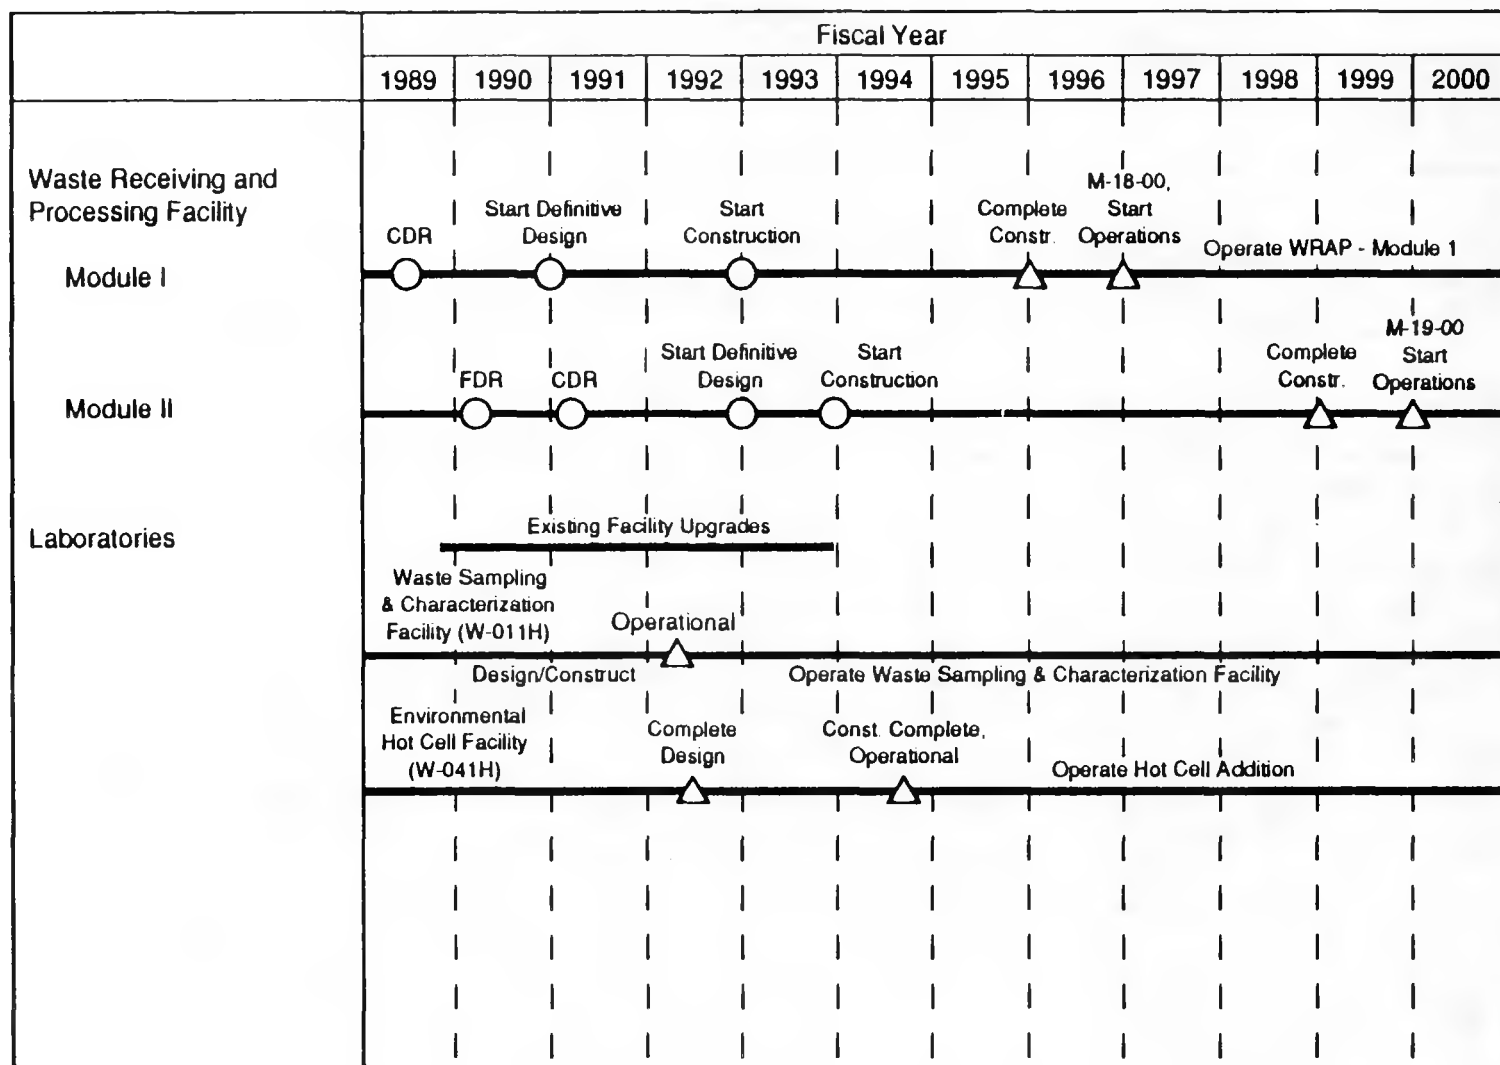 Fiscal Year
1989 1990 1991 1992 1993 1994 1995 1996 1997 1998 1999 2000
Waste Receiving and
Processing Facility
Module I
CDR
Start Definitive
Design
Start
Construction
Complete
Constr.
M-18-00,
Start
Operations
Operate WRAP - Module 1
Module II
FDR
CDR
Start Definitive
Design
Start
Construction
Complete
Constr.
M-19-00
Start
Operations
Laboratories
Existing Facility Upgrades
Waste Sampling
& Characterization
Facility (W-011H)
Operational
Design/Construct
Operate Waste Sampling & Characterization Facility
Environmental
Hot Cell Facility
(W-041H)
Complete
Design
Const. Complete,
Operational
Operate Hot Cell Addition